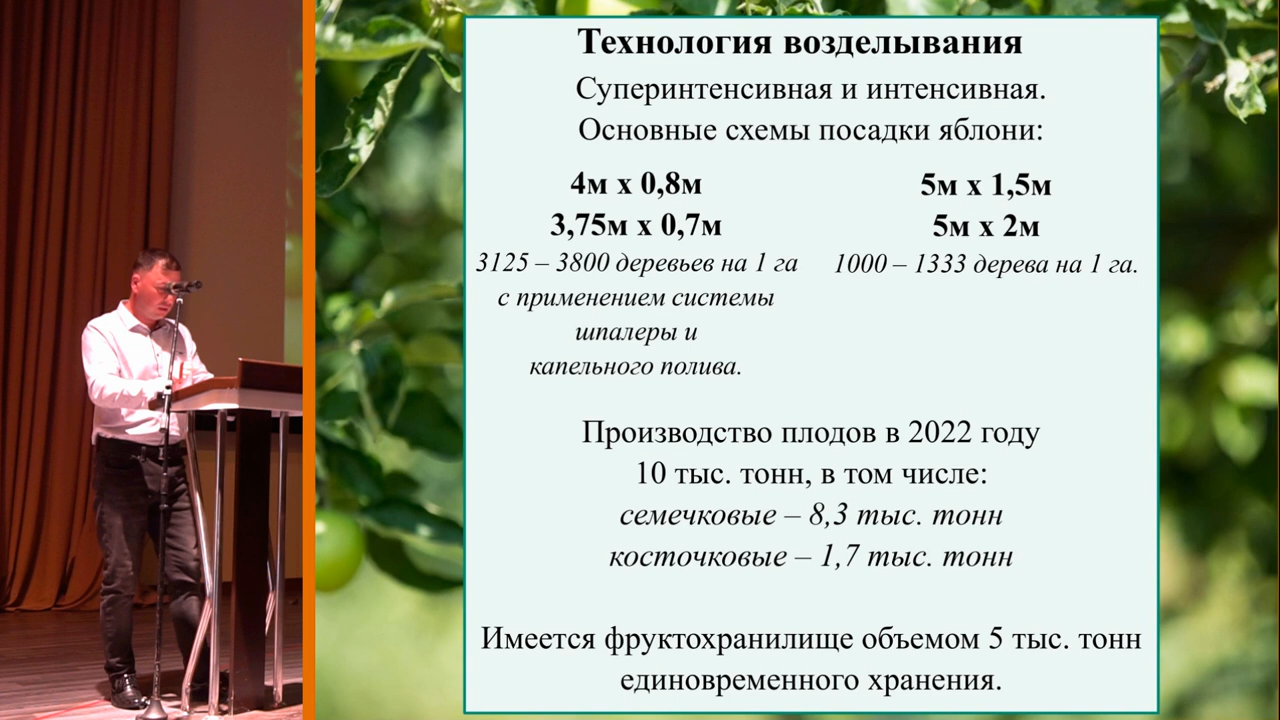 Технология возделывания
Суперинтенсивная и интенсивная.
Основные схемы посадки яблони:
4м х 0,8м
3,75м х 0,7м
3125 – 3800 деревьев на 1 га
с применением системы
шпалеры и
капельного полива.
5м х 1,5м
5м х 2м
1000 – 1333 дерева на 1 га.
Производство плодов в 2022 году
10 тыс. тонн, в том числе:
семечковые – 8,3 тыс. тонн
косточковые – 1,7 тыс. тонн
Имеется фруктохранилище объемом 5 тыс. тонн
единовременного хранения.